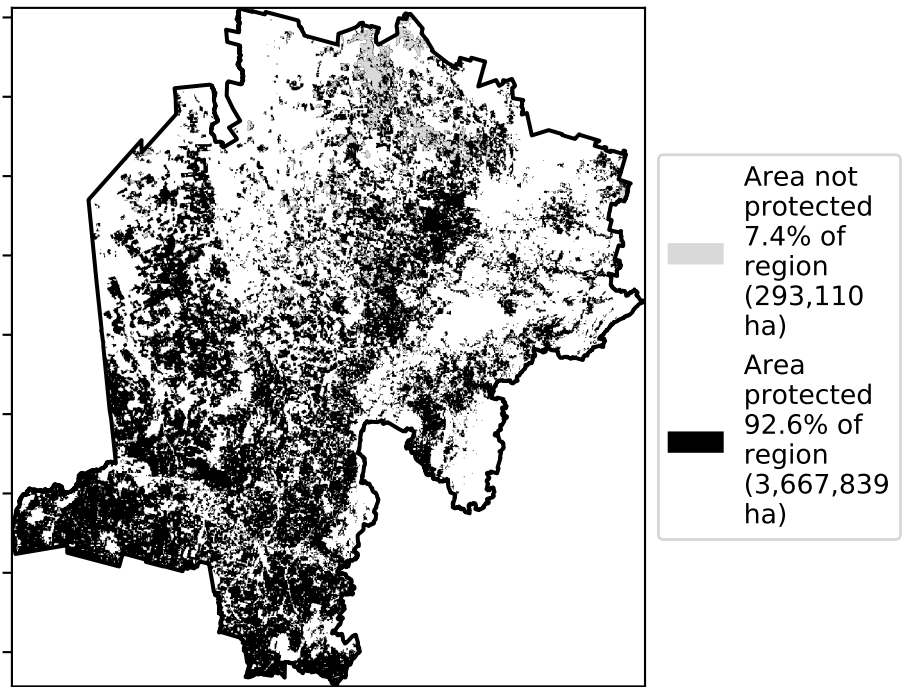 Area not
protected
7.4% of
region
(293,110
ha)
Area
protected
92.6% of
region
(3,667,839
ha)